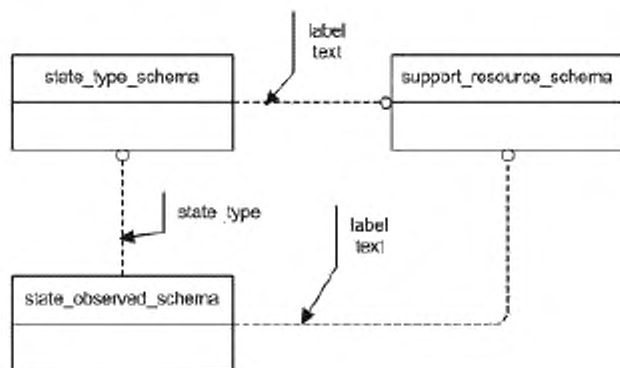 label
text
state_type_schema
support_resource_schema
state_type
label
text
state_observed_schema